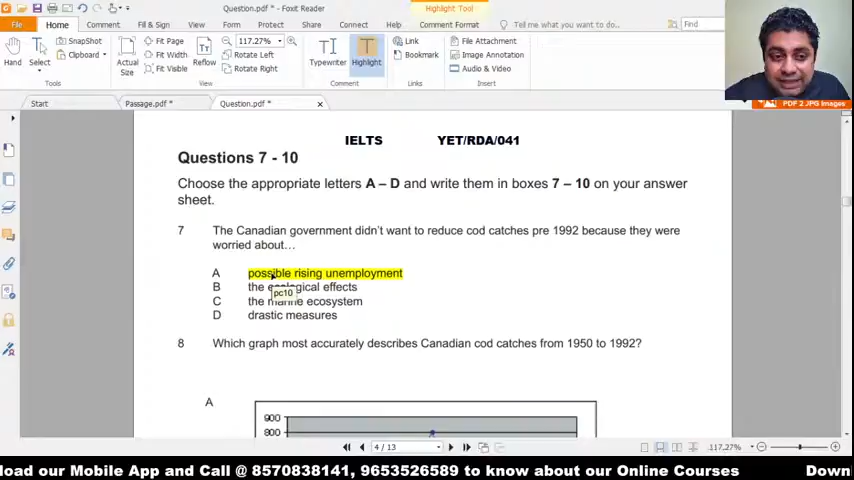 Question.pdf * - Foxit Reader
Highlight Tool
File
Home
Comment
Fill & Sign
View
Form
Protect
Share
Connect
Help
Comment Format
Tell me what you want to do...
Find
Hand
Select
SnapShot
Clipboard
Actual Size
Fit Page
Fit Width
Fit Visible
Reflow
117.27%
Rotate Left
Rotate Right
Typewriter
Highlight
Link
Bookmark
File Attachment
Image Annotation
Audio & Video
Tools
View
Comment
Links
Insert
PDF 2 JPG Images
Start
Passage.pdf *
Question.pdf *
IELTS YET/RDA/041
Questions 7 - 10
Choose the appropriate letters A – D and write them in boxes 7 – 10 on your answer
sheet.
7 The Canadian government didn't want to reduce cod catches pre 1992 because they were
worried about…
A possible rising unemployment
B the ecological effects
pc10
C the marine ecosystem
D drastic measures
8 Which graph most accurately describes Canadian cod catches from 1950 to 1992?
A
900
800
4 / 13
117.27%
load our Mobile App and Call @ 8570838141, 9653526589 to know about our Online Courses
Down